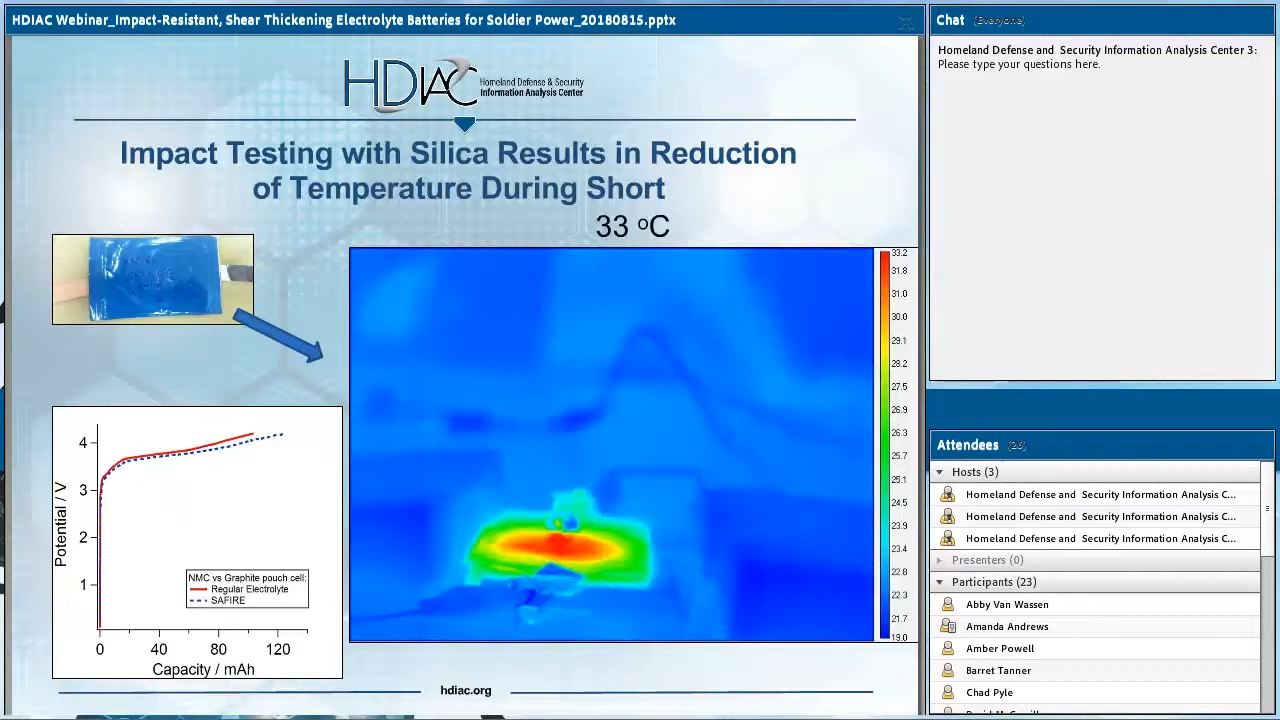 HDIAC Webinar_Impact-Resistant, Shear Thickening Electrolyte Batteries for Soldier Power_20180815.pptx
HDIAC
Homeland Defense & Security
Information Analysis Center
Impact Testing with Silica Results in Reduction
of Temperature During Short
33 °C
33.2
31.8
31.0
30.0
29.1
28.2
27.5
26.9
26.3
25.7
25.1
24.5
23.9
23.4
22.8
22.3
21.7
19.0
4
3
2
1
Potential / V
NMC vs Graphite pouch cell:
Regular Electrolyte
SAFIRE
0 40 80 120
Capacity / mAh
hdiac.org
Chat (Everyone)
Homeland Defense and Security Information Analysis Center 3:
Please type your questions here.
Attendees (26)
Hosts (3)
Homeland Defense and Security Information Analysis C...
Homeland Defense and Security Information Analysis C...
Homeland Defense and Security Information Analysis C...
Presenters (0)
Participants (23)
Abby Van Wassen
Amanda Andrews
Amber Powell
Barret Tanner
Chad Pyle